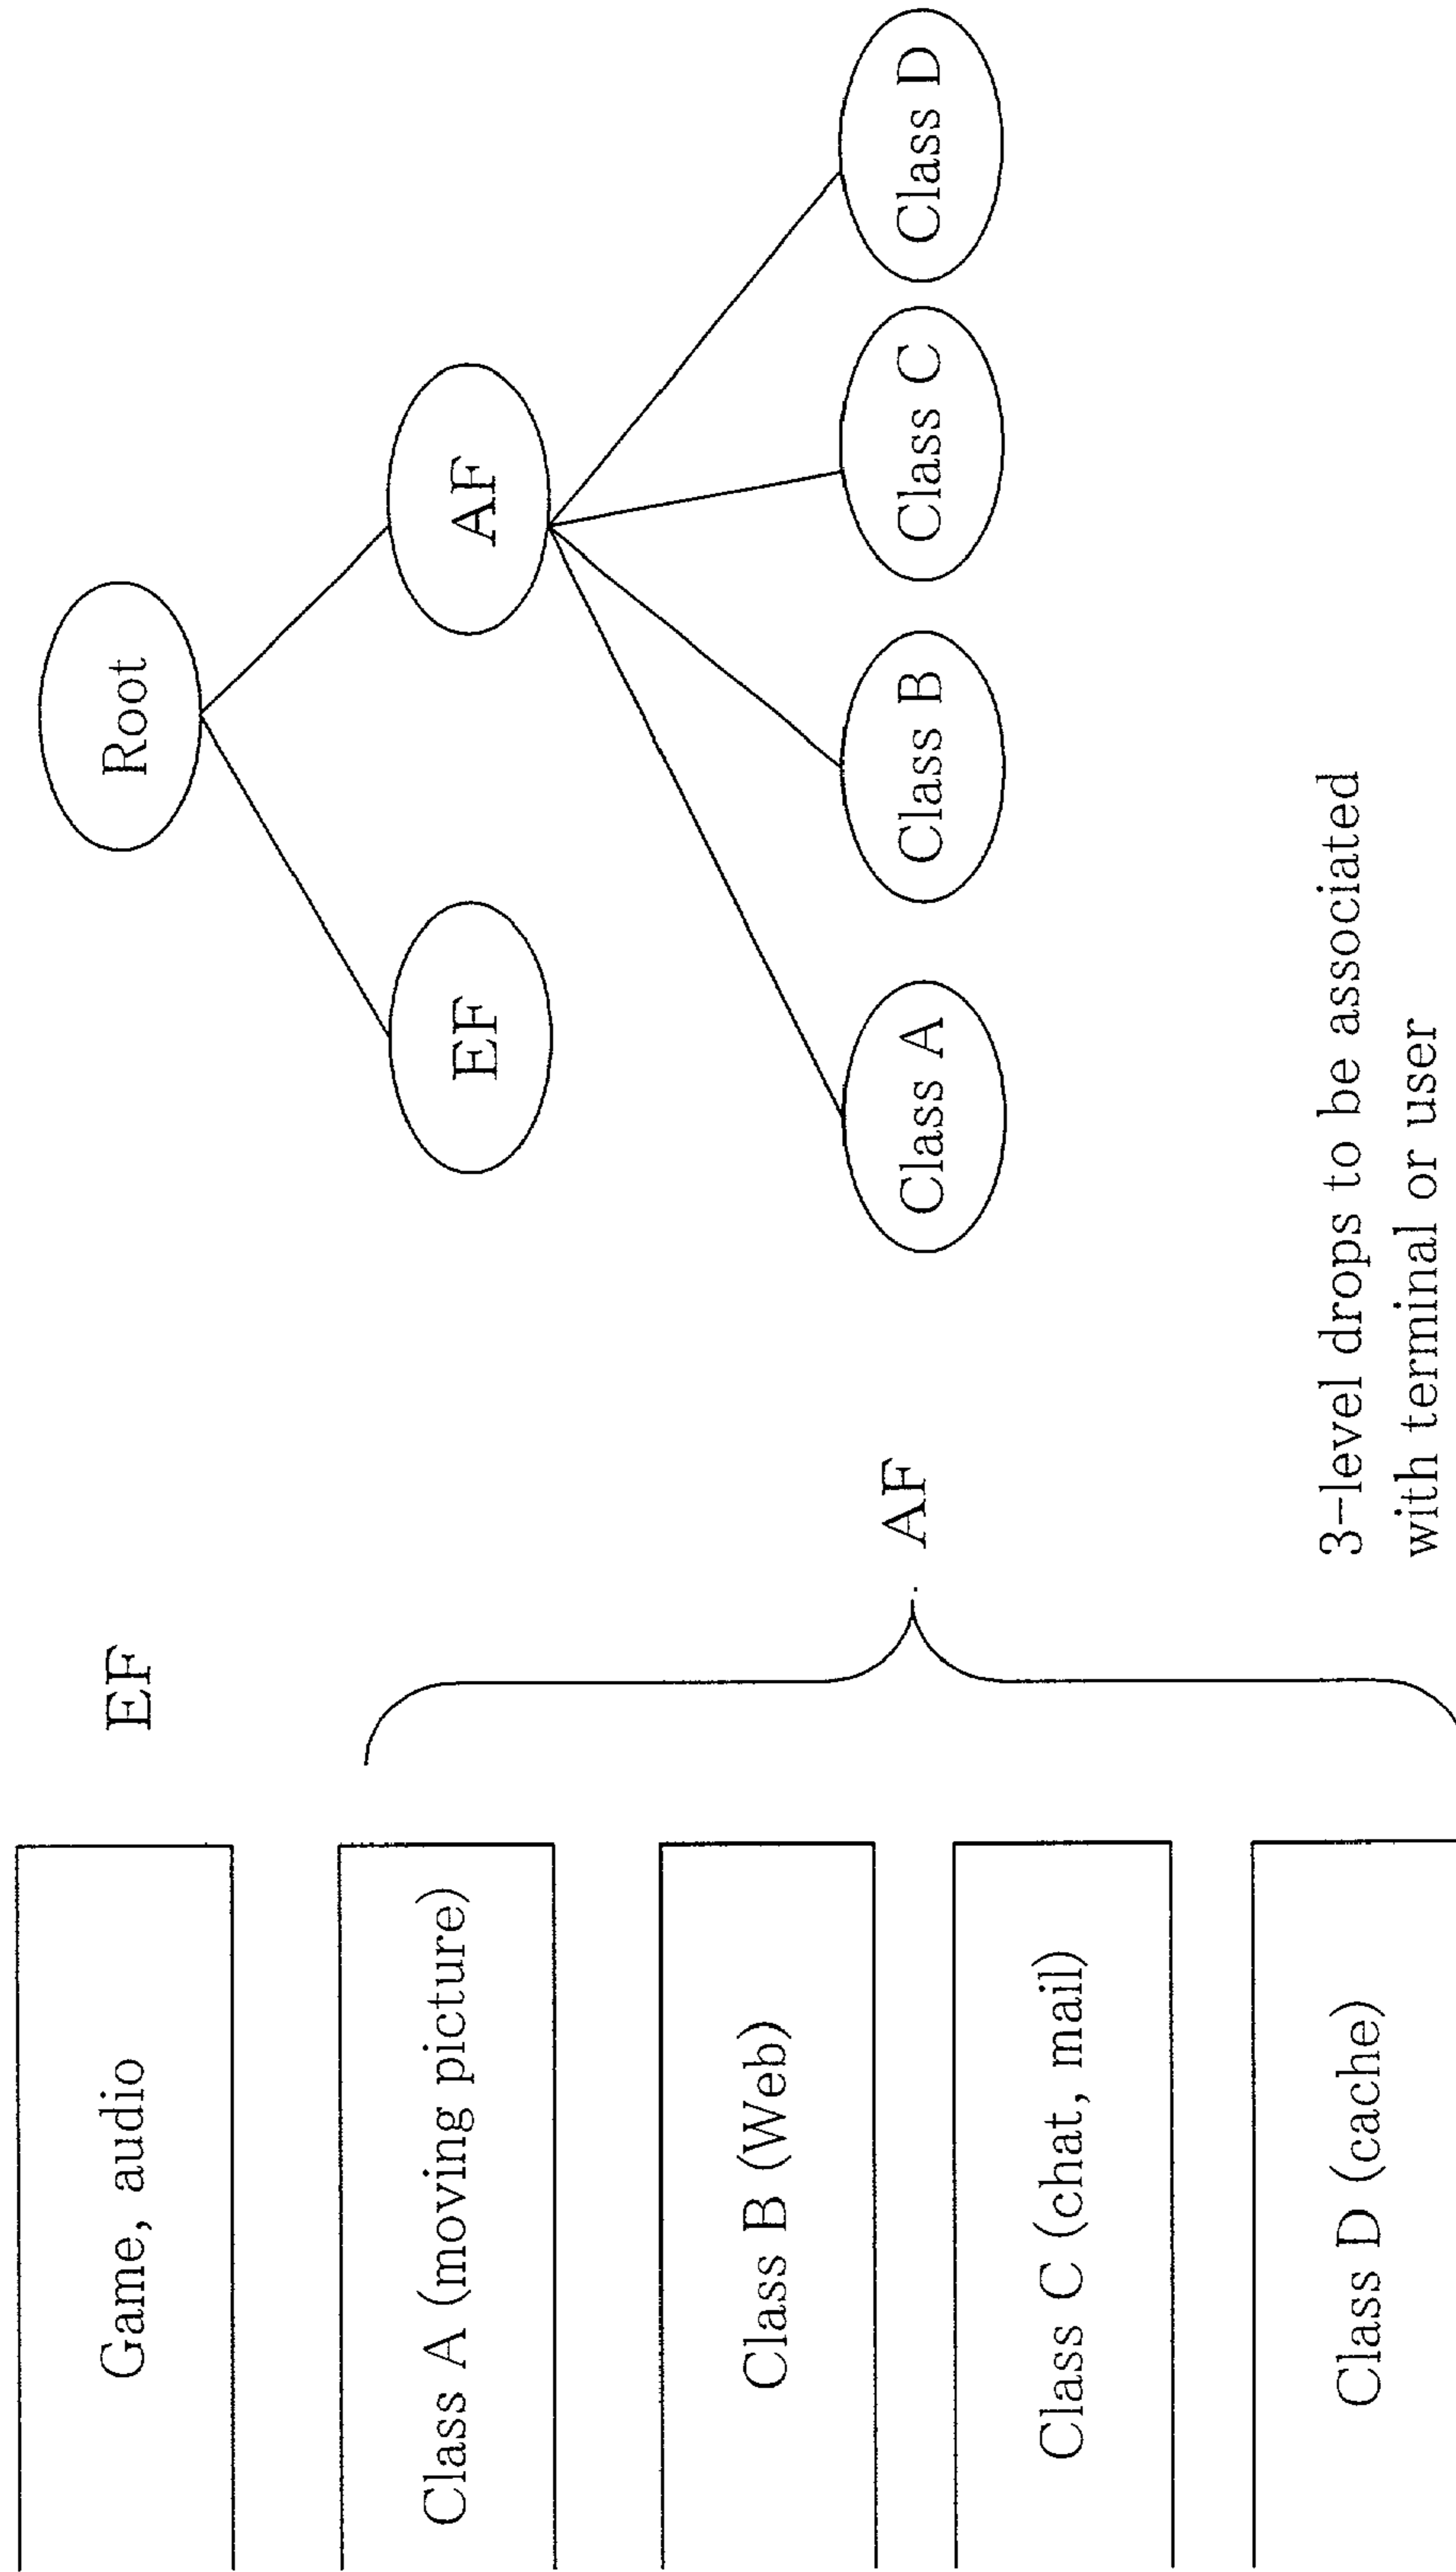 Game, audio
EF
Class A (moving picture)
Class B (Web)
Class C (chat, mail)
Class D (cache)
AF
3-level drops to be associated
with terminal or user
Root
EF
AF
Class A
Class B
Class C
Class D